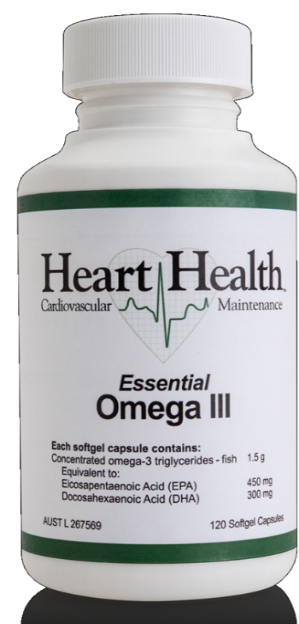 Heart Health™
Cardiovascular Maintenance
Essential
Omega III
Each softgel capsule contains:
Concentrated omega-3 triglycerides - fish 1.5 g
Equivalent to:
Eicosapentaenoic Acid (EPA) 450 mg
Docosahexaenoic Acid (DHA) 300 mg
AUST L 267569 120 Softgel Capsules